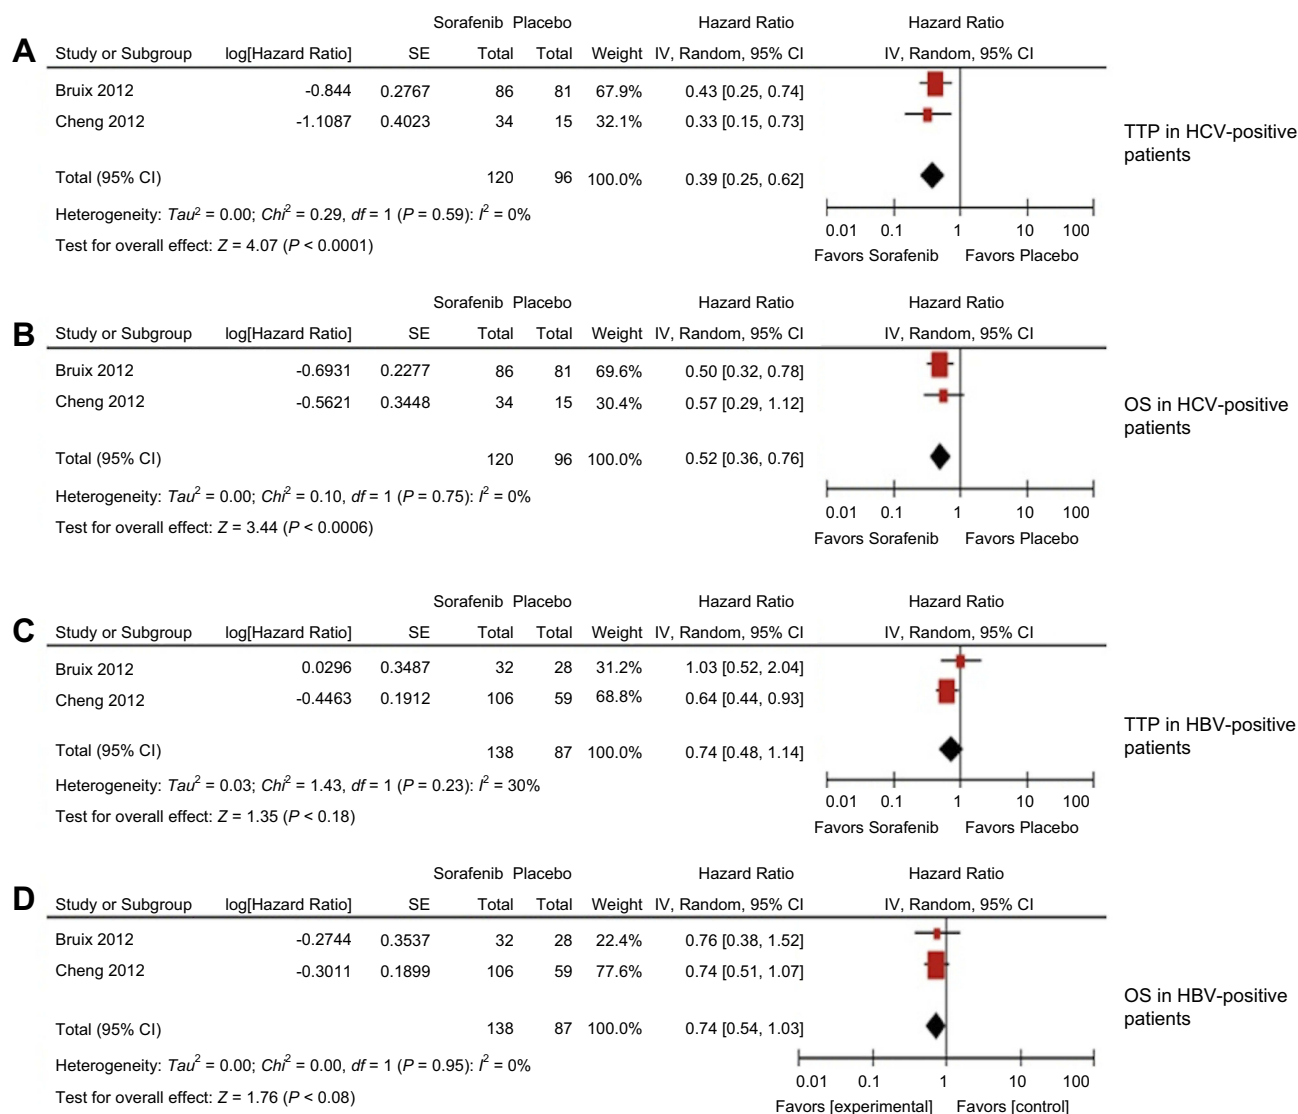 Sorafenib Placebo Hazard Ratio Hazard Ratio
A Study or Subgroup log[Hazard Ratio] SE Total Total Weight IV, Random, 95% CI IV, Random, 95% CI
Bruix 2012 -0.844 0.2767 86 81 67.9% 0.43 [0.25, 0.74]
Cheng 2012 -1.1087 0.4023 34 15 32.1% 0.33 [0.15, 0.73]
TTP in HCV-positive
patients
Total (95% CI) 120 96 100.0% 0.39 [0.25, 0.62]
Heterogeneity: Tau² = 0.00; Chi² = 0.29, df = 1 (P = 0.59): I² = 0%
0.01 0.1 1 10 100
Test for overall effect: Z = 4.07 (P < 0.0001)
Favors Sorafenib Favors Placebo
Sorafenib Placebo Hazard Ratio Hazard Ratio
B Study or Subgroup log[Hazard Ratio] SE Total Total Weight IV, Random, 95% CI IV, Random, 95% CI
Bruix 2012 -0.6931 0.2277 86 81 69.6% 0.50 [0.32, 0.78]
Cheng 2012 -0.5621 0.3448 34 15 30.4% 0.57 [0.29, 1.12]
OS in HCV-positive
patients
Total (95% CI) 120 96 100.0% 0.52 [0.36, 0.76]
Heterogeneity: Tau² = 0.00; Chi² = 0.10, df = 1 (P = 0.75): I² = 0%
0.01 0.1 1 10 100
Test for overall effect: Z = 3.44 (P < 0.0006)
Favors Sorafenib Favors Placebo
Sorafenib Placebo Hazard Ratio Hazard Ratio
C Study or Subgroup log[Hazard Ratio] SE Total Total Weight IV, Random, 95% CI IV, Random, 95% CI
Bruix 2012 0.0296 0.3487 32 28 31.2% 1.03 [0.52, 2.04]
Cheng 2012 -0.4463 0.1912 106 59 68.8% 0.64 [0.44, 0.93]
TTP in HBV-positive
patients
Total (95% CI) 138 87 100.0% 0.74 [0.48, 1.14]
Heterogeneity: Tau² = 0.03; Chi² = 1.43, df = 1 (P = 0.23): I² = 30%
0.01 0.1 1 10 100
Test for overall effect: Z = 1.35 (P < 0.18)
Favors Sorafenib Favors Placebo
Sorafenib Placebo Hazard Ratio Hazard Ratio
D Study or Subgroup log[Hazard Ratio] SE Total Total Weight IV, Random, 95% CI IV, Random, 95% CI
Bruix 2012 -0.2744 0.3537 32 28 22.4% 0.76 [0.38, 1.52]
Cheng 2012 -0.3011 0.1899 106 59 77.6% 0.74 [0.51, 1.07]
OS in HBV-positive
patients
Total (95% CI) 138 87 100.0% 0.74 [0.54, 1.03]
Heterogeneity: Tau² = 0.00; Chi² = 0.00, df = 1 (P = 0.95): I² = 0%
0.01 0.1 1 10 100
Test for overall effect: Z = 1.76 (P < 0.08)
Favors [experimental] Favors [control]